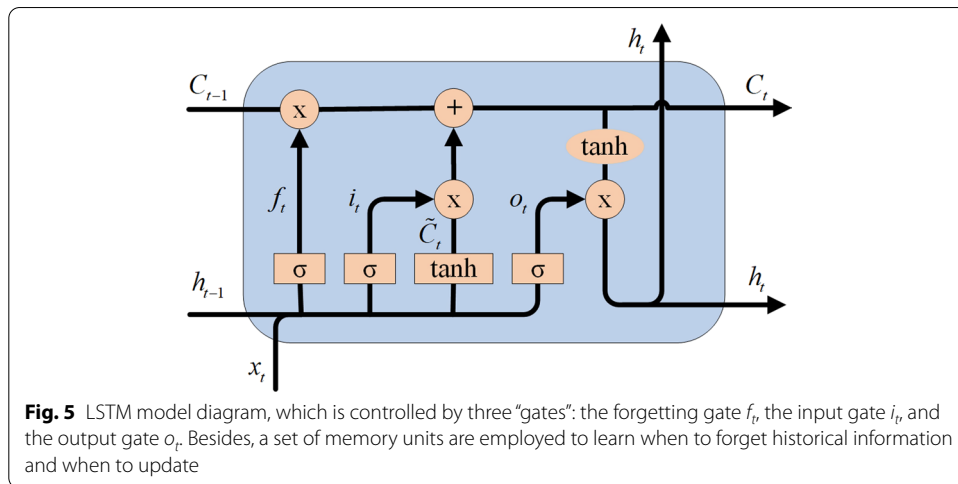 h_t
C_{t-1}
C_t
x
+
tanh
f_t
i_t
x
o_t
x
C̃_t
σ
σ
tanh
σ
h_{t-1}
h_t
x_t
Fig. 5 LSTM model diagram, which is controlled by three “gates”: the forgetting gate f_t, the input gate i_t, and
the output gate o_t. Besides, a set of memory units are employed to learn when to forget historical information
and when to update